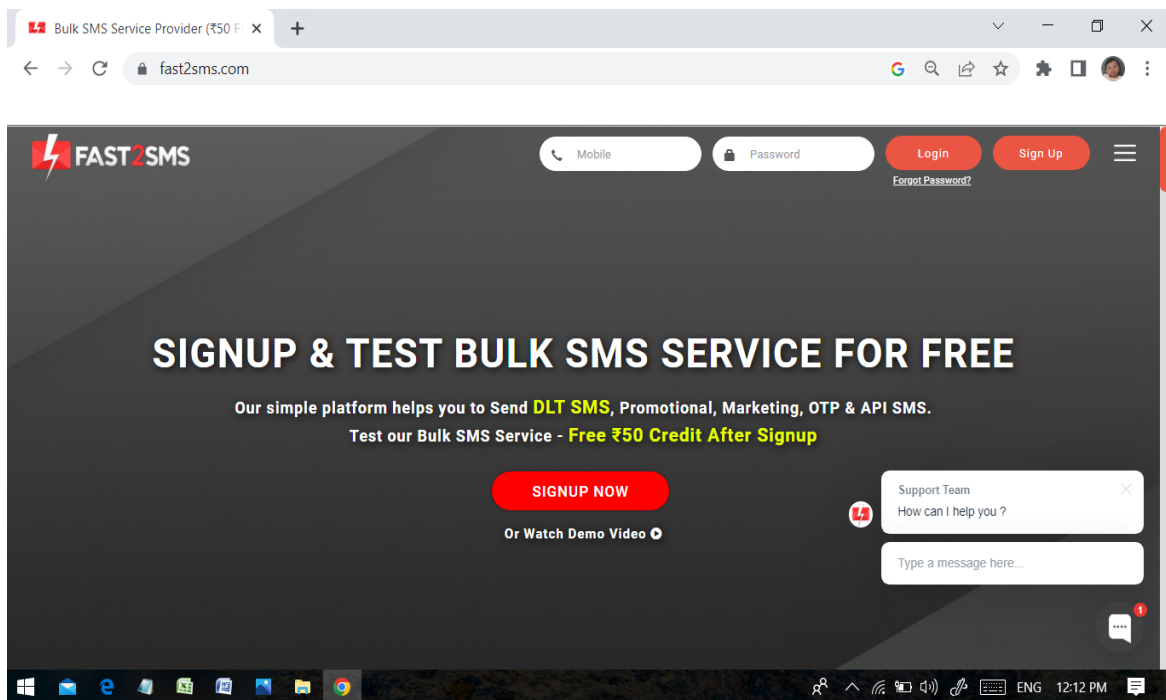 Bulk SMS Service Provider (₹50 F
fast2sms.com
FAST2SMS
Mobile
Password
Login
Sign Up
Forgot Password?
SIGNUP & TEST BULK SMS SERVICE FOR FREE
Our simple platform helps you to Send DLT SMS, Promotional, Marketing, OTP & API SMS.
Test our Bulk SMS Service - Free ₹50 Credit After Signup
SIGNUP NOW
Or Watch Demo Video
Support Team
How can I help you ?
Type a message here...
1
ENG 12:12 PM